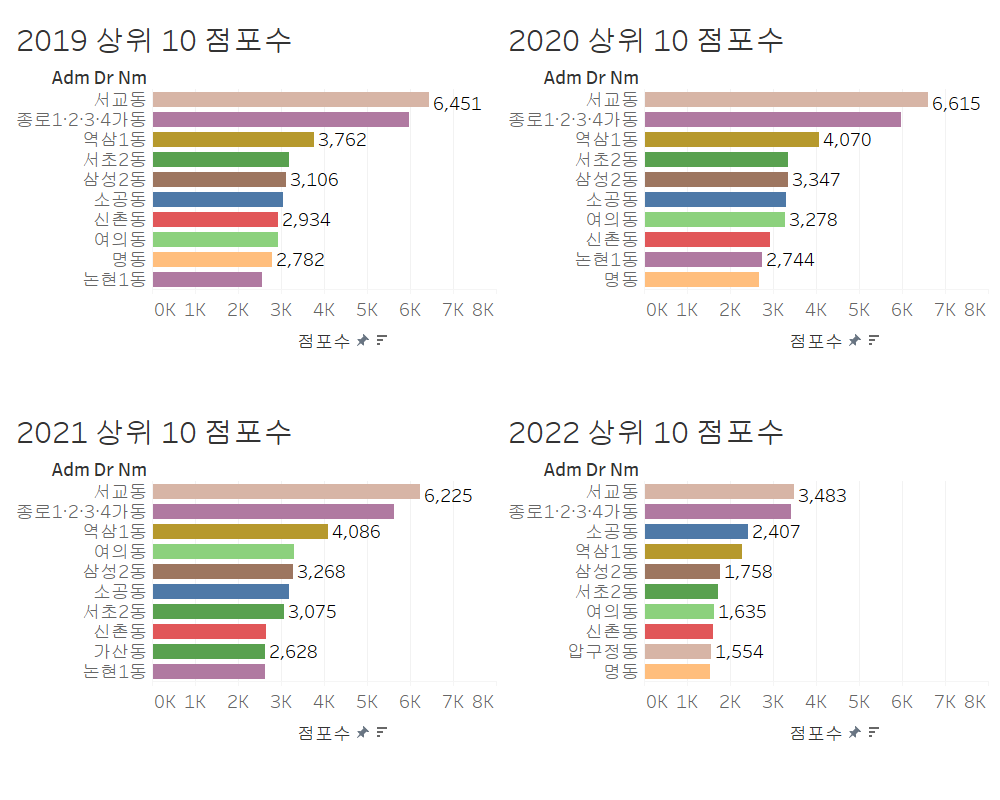 2019 상위 10 점포수
Adm Dr Nm
서교동 6,451
종로1·2·3·4가동
역삼1동 3,762
서초2동
삼성2동 3,106
소공동
신촌동 2,934
여의동
명동 2,782
논현1동
0K 1K 2K 3K 4K 5K 6K 7K 8K
점포수
2020 상위 10 점포수
Adm Dr Nm
서교동 6,615
종로1·2·3·4가동
역삼1동 4,070
서초2동
삼성2동 3,347
소공동
여의동 3,278
신촌동
논현1동 2,744
명동
0K 1K 2K 3K 4K 5K 6K 7K 8K
점포수
2021 상위 10 점포수
Adm Dr Nm
서교동 6,225
종로1·2·3·4가동
역삼1동 4,086
여의동
삼성2동 3,268
소공동
서초2동 3,075
신촌동
가산동 2,628
논현1동
0K 1K 2K 3K 4K 5K 6K 7K 8K
점포수
2022 상위 10 점포수
Adm Dr Nm
서교동 3,483
종로1·2·3·4가동
소공동 2,407
역삼1동
삼성2동 1,758
서초2동
여의동 1,635
신촌동
압구정동 1,554
명동
0K 1K 2K 3K 4K 5K 6K 7K 8K
점포수